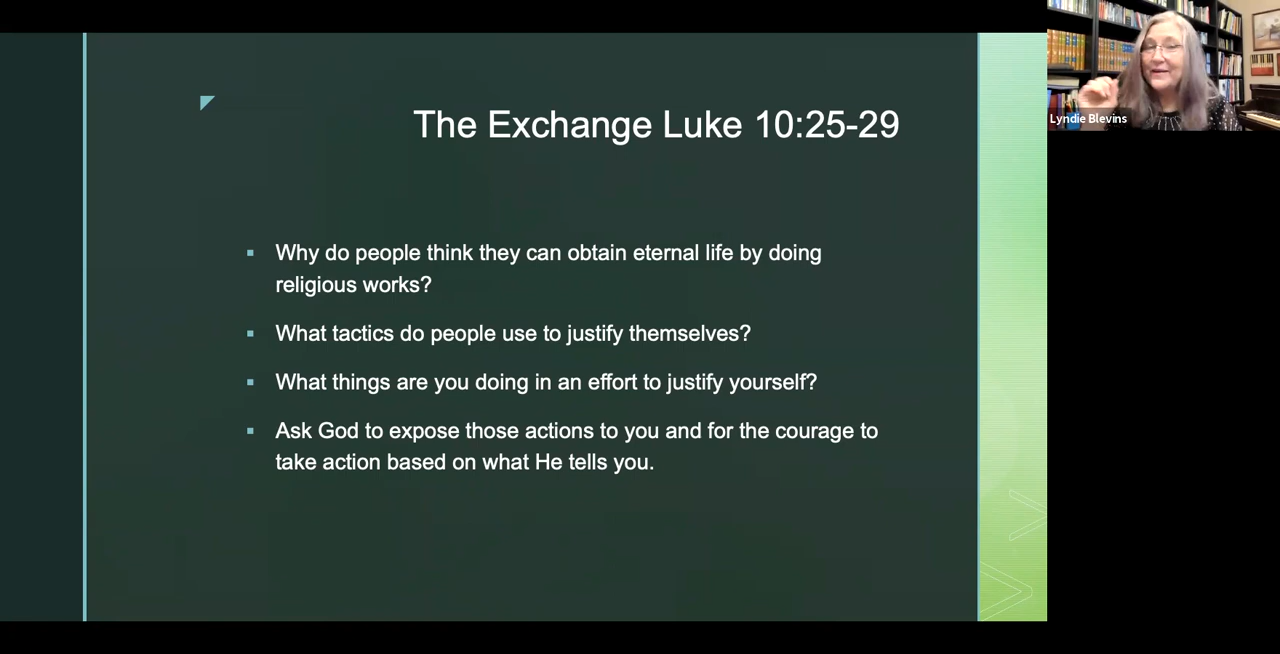 The Exchange Luke 10:25-29
Lyndie Blevins
▪ Why do people think they can obtain eternal life by doing
religious works?
▪ What tactics do people use to justify themselves?
▪ What things are you doing in an effort to justify yourself?
▪ Ask God to expose those actions to you and for the courage to
take action based on what He tells you.